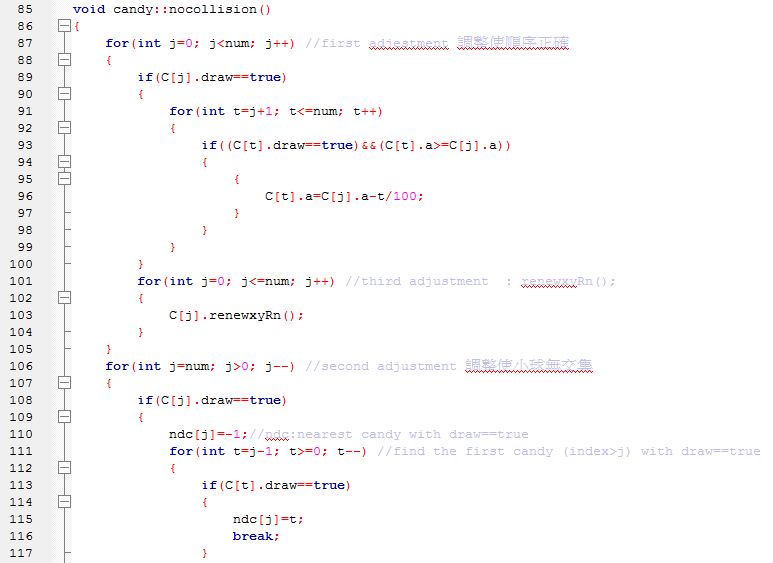 85 void candy::nocollision()
86 {
87 for(int j=0; j<num; j++) //first adjestment 調整使順序正確
88 {
89 if(C[j].draw==true)
90 {
91 for(int t=j+1; t<=num; t++)
92 {
93 if((C[t].draw==true)&&(C[t].a>=C[j].a))
94 {
95 {
96 C[t].a=C[j].a-t/100;
97 }
98 }
99 }
100 }
101 for(int j=0; j<=num; j++) //third adjustment : renewxyRn();
102 {
103 C[j].renewxyRn();
104 }
105 }
106 for(int j=num; j>0; j--) //second adjustment 調整使小球無交集
107 {
108 if(C[j].draw==true)
109 {
110 ndc[j]=-1;//ndc:nearest candy with draw==true
111 for(int t=j-1; t>=0; t--) //find the first candy (index>j) with draw==true
112 {
113 if(C[t].draw==true)
114 {
115 ndc[j]=t;
116 break;
117 }